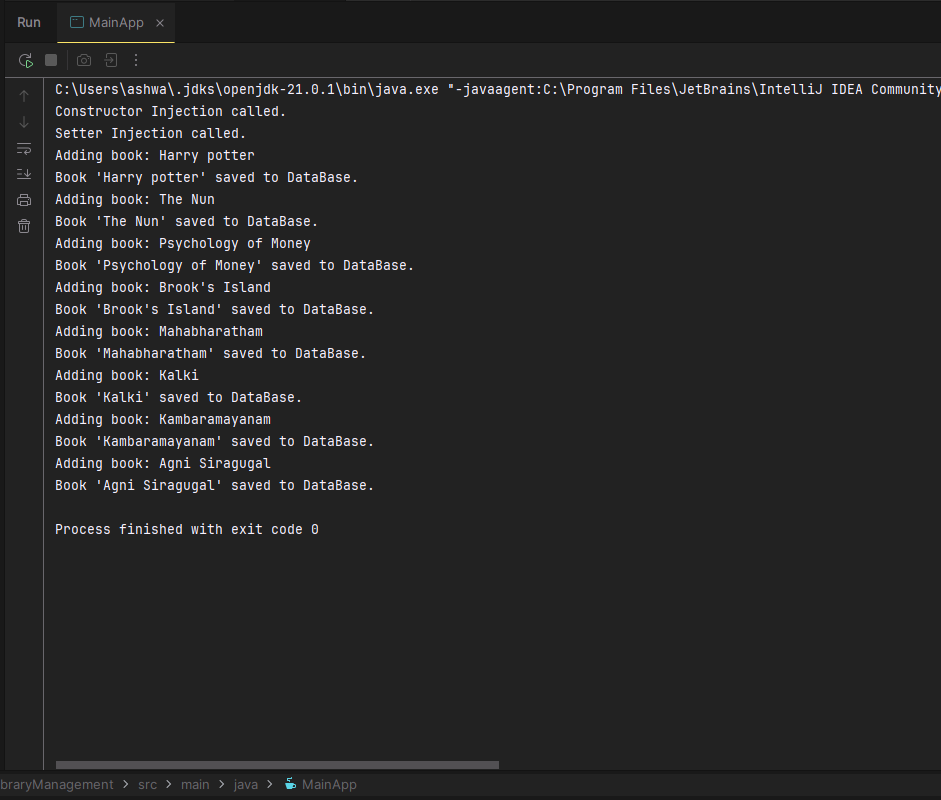 Run MainApp
C:\Users\ashwa\.jdks\openjdk-21.0.1\bin\java.exe "-javaagent:C:\Program Files\JetBrains\IntelliJ IDEA Community
Constructor Injection called.
Setter Injection called.
Adding book: Harry potter
Book 'Harry potter' saved to DataBase.
Adding book: The Nun
Book 'The Nun' saved to DataBase.
Adding book: Psychology of Money
Book 'Psychology of Money' saved to DataBase.
Adding book: Brook's Island
Book 'Brook's Island' saved to DataBase.
Adding book: Mahabharatham
Book 'Mahabharatham' saved to DataBase.
Adding book: Kalki
Book 'Kalki' saved to DataBase.
Adding book: Kambaramayanam
Book 'Kambaramayanam' saved to DataBase.
Adding book: Agni Siragugal
Book 'Agni Siragugal' saved to DataBase.
Process finished with exit code 0
braryManagement > src > main > java > MainApp